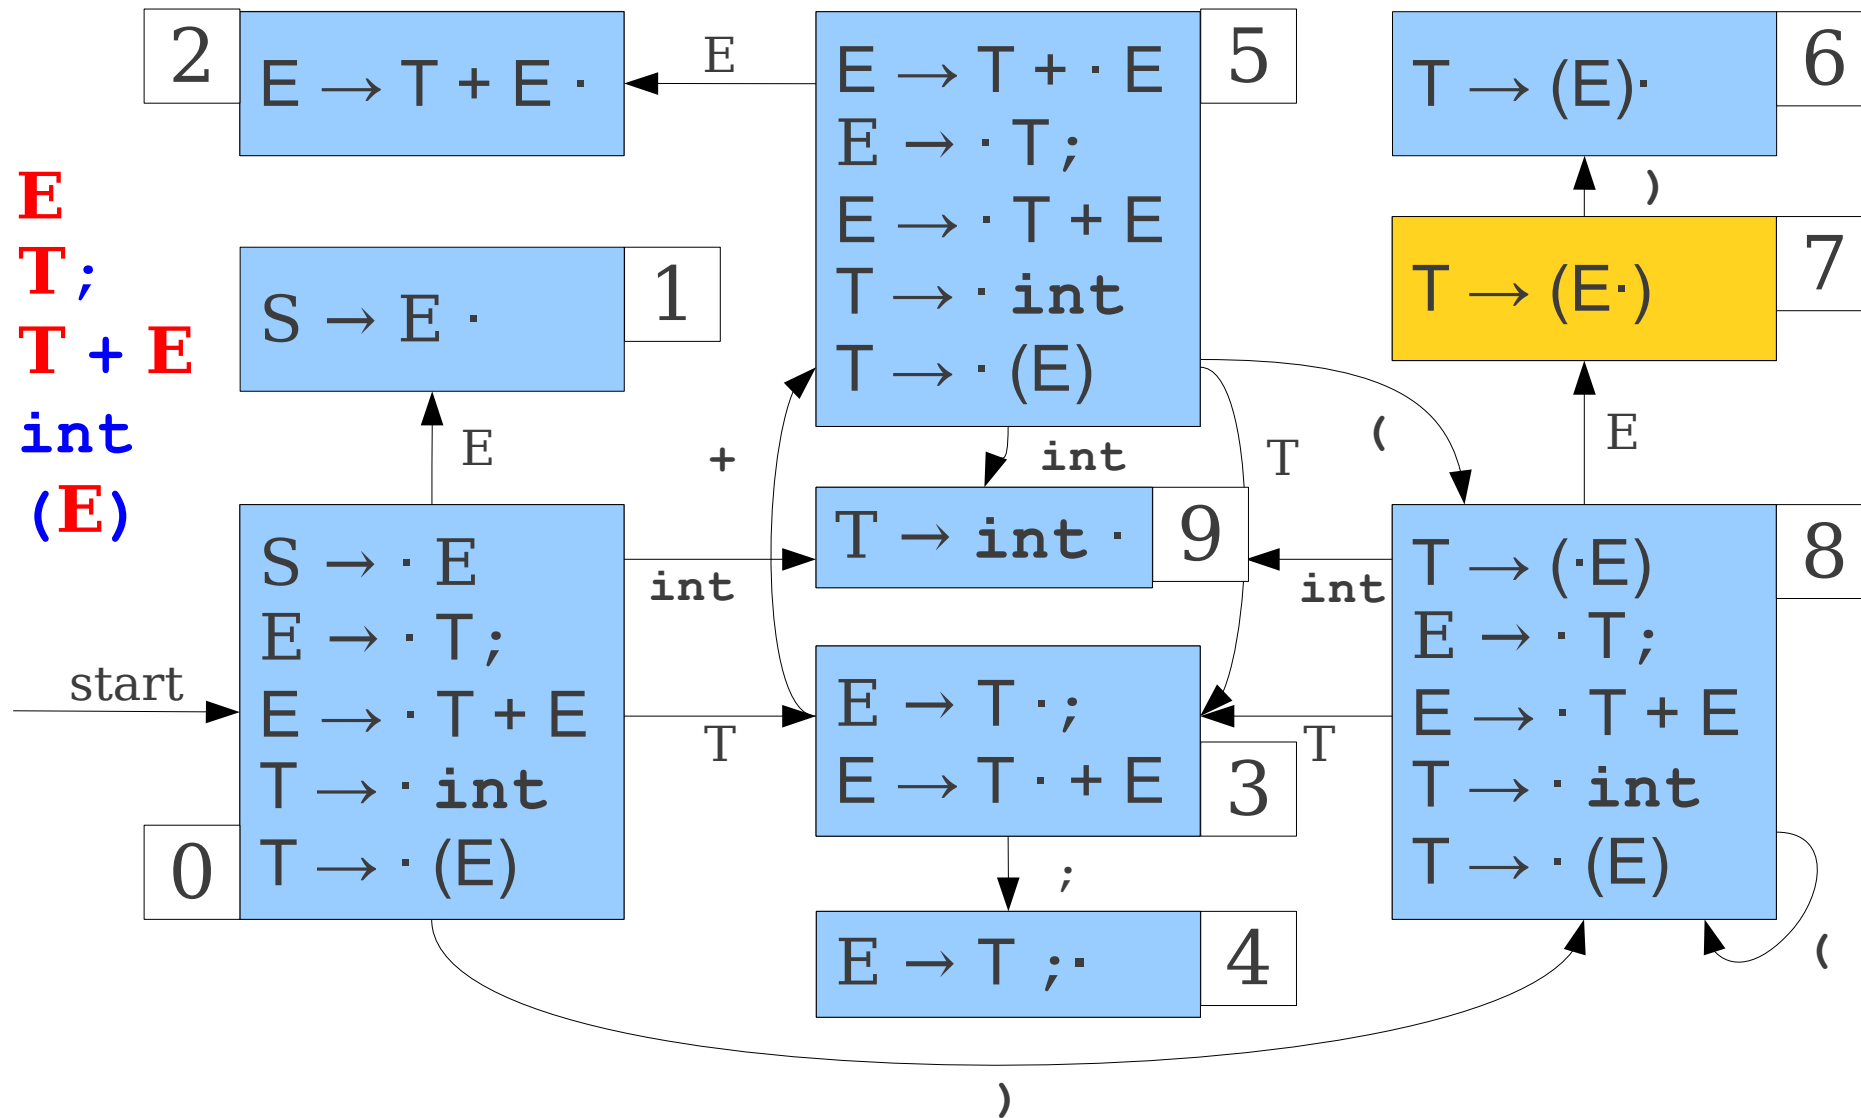 E
T ;
T + E
int
(E)
2
E → T + E ·
E
5
E → T + · E
E → · T ;
E → · T + E
T → · int
T → · (E)
6
T → (E)·
)
7
T → (E·)
1
S → E ·
E
+
int
T
(
E
9
T → int ·
0
S → · E
E → · T ;
E → · T + E
T → · int
T → · (E)
start
int
T
3
E → T · ;
E → T · + E
;
4
E → T ; ·
int
T
8
T → (·E)
E → · T ;
E → · T + E
T → · int
T → · (E)
(
)